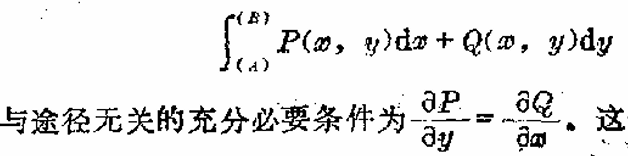 ∫_{(A)}^{(B)} P(x, y)dx + Q(x, y)dy
与途径无关的充分必要条件为 ∂P/∂y = ∂Q/∂x。这